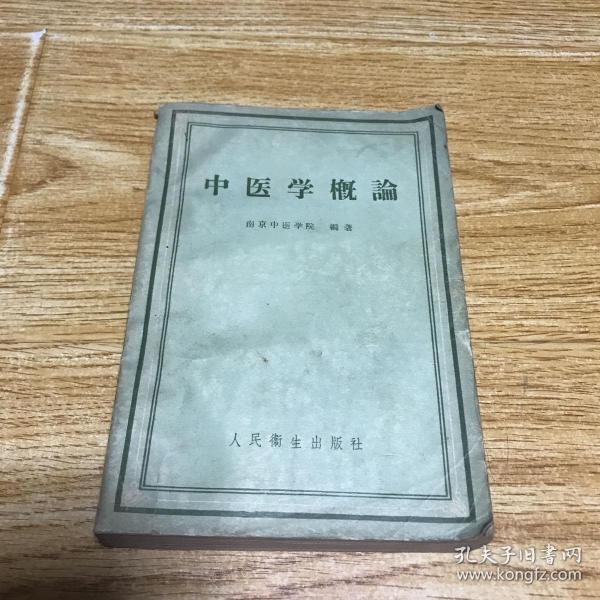 中医学概論
南京中医学院 編著
人民衛生出版社
孔夫子旧書网
www.kongfz.com